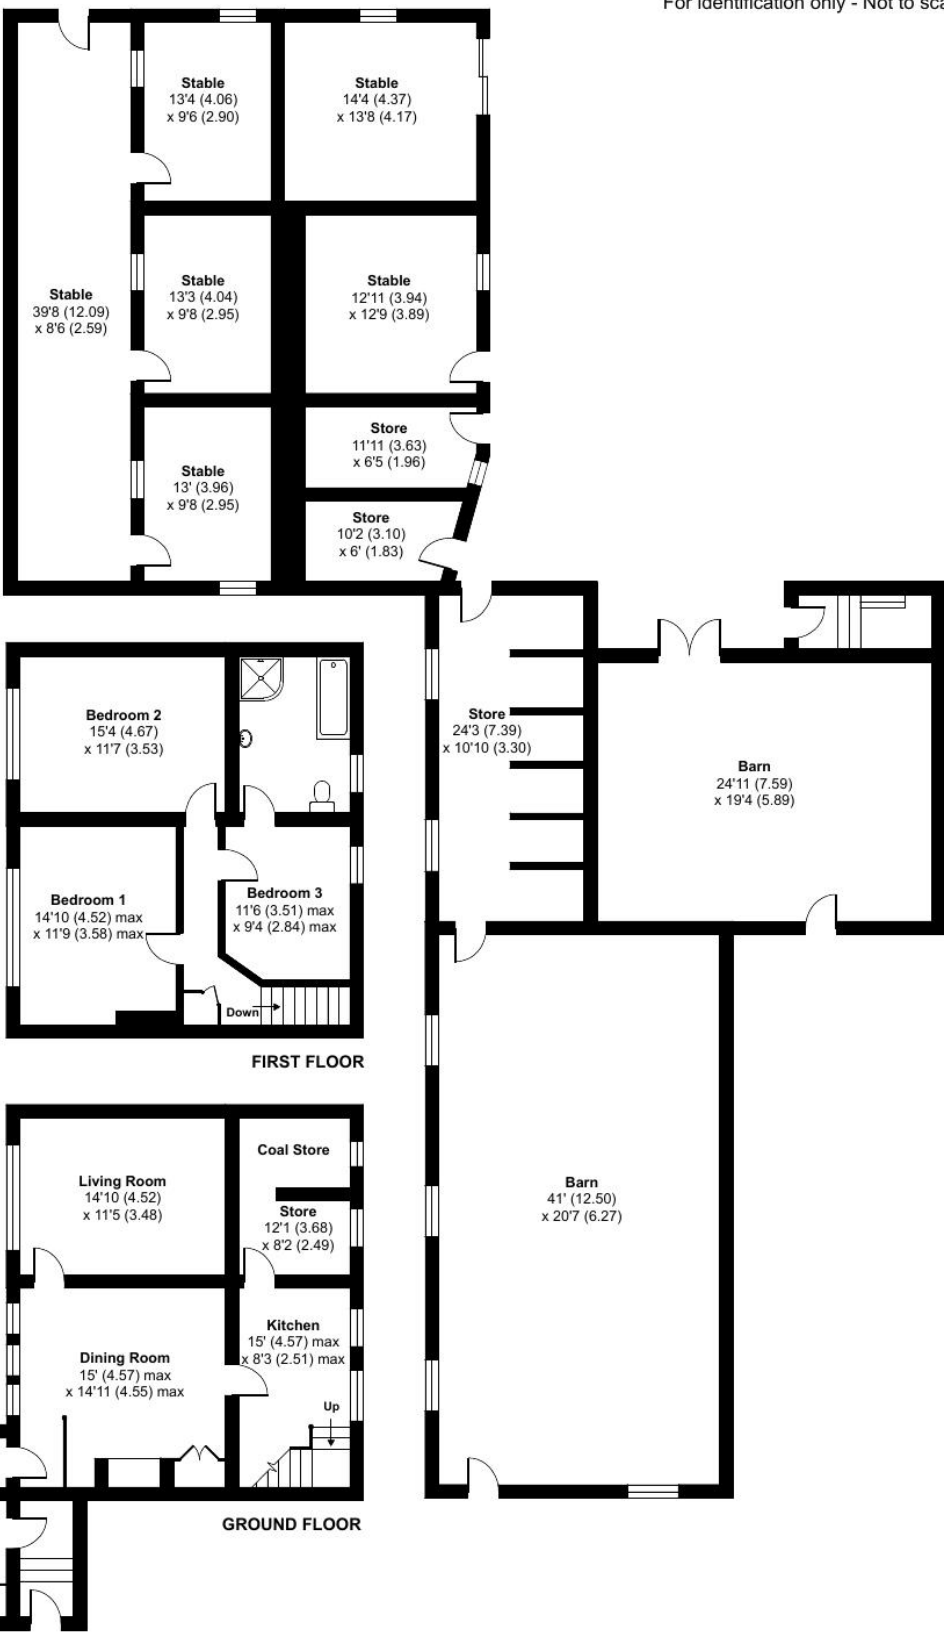 For identification only - Not to sca
Stable
13'4 (4.06)
x 9'6 (2.90)
Stable
14'4 (4.37)
x 13'8 (4.17)
Stable
39'8 (12.09)
x 8'6 (2.59)
Stable
13'3 (4.04)
x 9'8 (2.95)
Stable
12'11 (3.94)
x 12'9 (3.89)
Store
11'11 (3.63)
x 6'5 (1.96)
Stable
13' (3.96)
x 9'8 (2.95)
Store
10'2 (3.10)
x 6' (1.83)
Store
24'3 (7.39)
x 10'10 (3.30)
Barn
24'11 (7.59)
x 19'4 (5.89)
Bedroom 2
15'4 (4.67)
x 11'7 (3.53)
Bedroom 1
14'10 (4.52) max
x 11'9 (3.58) max
Bedroom 3
11'6 (3.51) max
x 9'4 (2.84) max
Down
FIRST FLOOR
Barn
41' (12.50)
x 20'7 (6.27)
Living Room
14'10 (4.52)
x 11'5 (3.48)
Coal Store
Store
12'1 (3.68)
x 8'2 (2.49)
Dining Room
15' (4.57) max
x 14'11 (4.55) max
Kitchen
15' (4.57) max
x 8'3 (2.51) max
Up
GROUND FLOOR